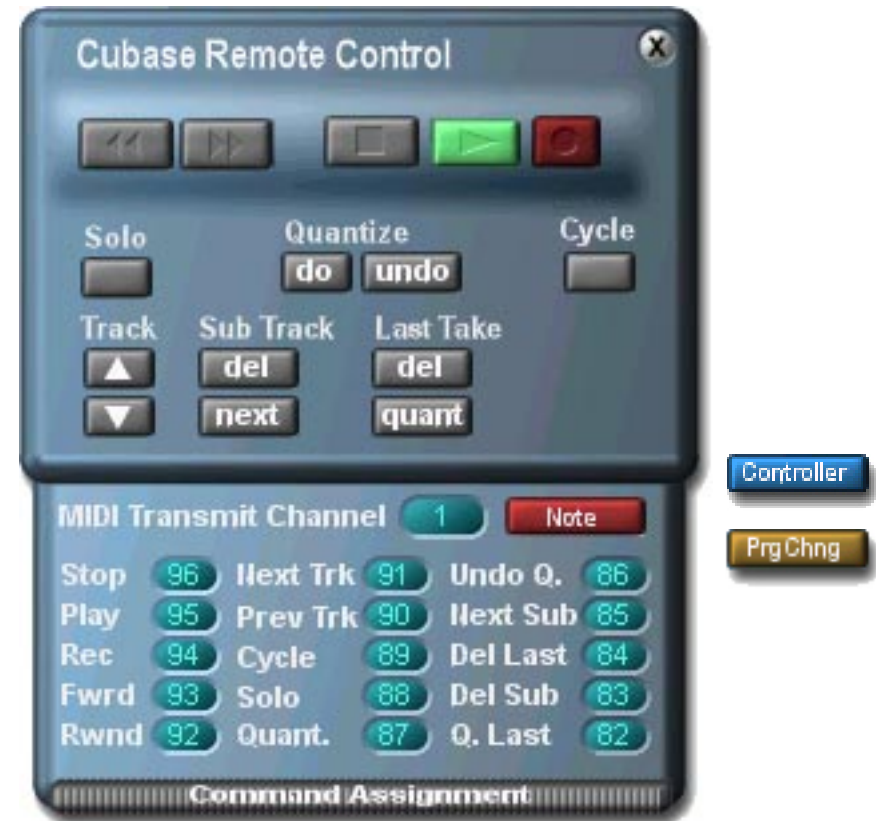 Cubase Remote Control X
Solo Quantize Cycle
do undo
Track Sub Track Last Take
del del
next quant
Controller
MIDI Transmit Channel 1 Note
PrgChng
Stop 96 Next Trk 91 Undo Q. 86
Play 95 Prev Trk 90 Next Sub 85
Rec 94 Cycle 89 Del Last 84
Fwrd 93 Solo 88 Del Sub 83
Rwnd 92 Quant. 87 Q. Last 82
Command Assignment